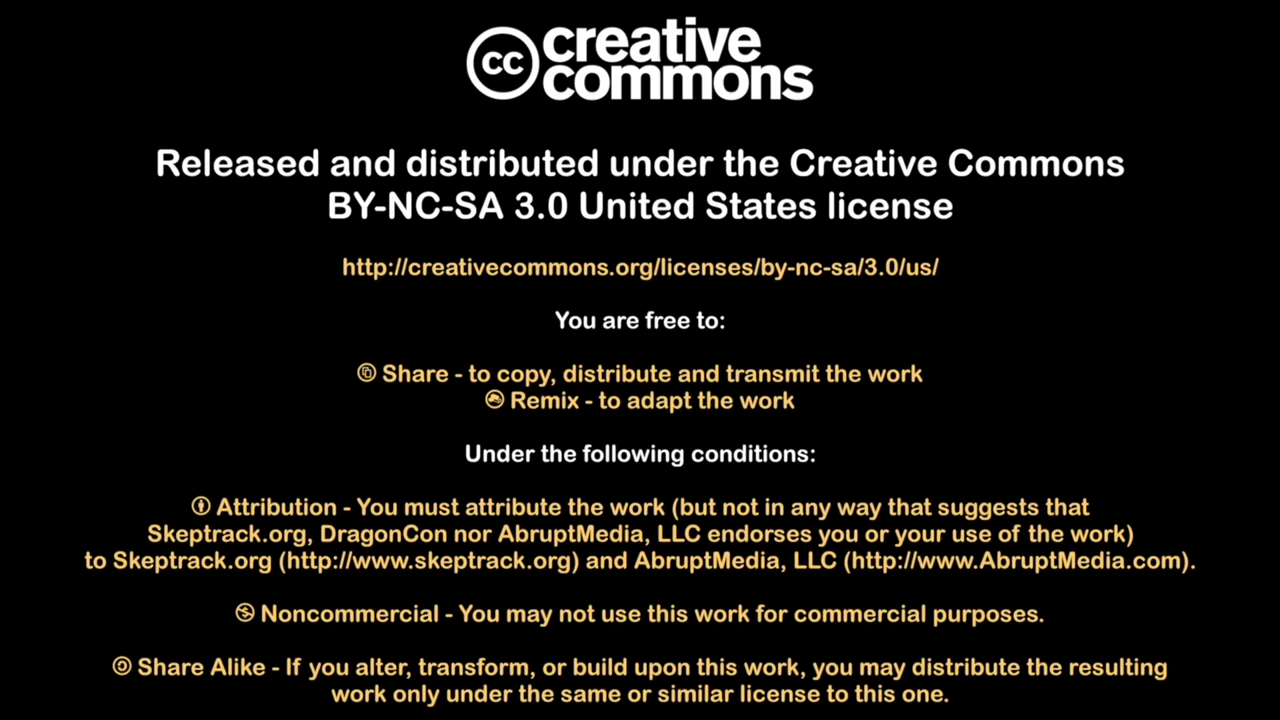 cc creative
commons
Released and distributed under the Creative Commons
BY-NC-SA 3.0 United States license
http://creativecommons.org/licenses/by-nc-sa/3.0/us/
You are free to:
Share - to copy, distribute and transmit the work
Remix - to adapt the work
Under the following conditions:
Attribution - You must attribute the work (but not in any way that suggests that
Skeptrack.org, DragonCon nor AbruptMedia, LLC endorses you or your use of the work)
to Skeptrack.org (http://www.skeptrack.org) and AbruptMedia, LLC (http://www.AbruptMedia.com).
Noncommercial - You may not use this work for commercial purposes.
Share Alike - If you alter, transform, or build upon this work, you may distribute the resulting
work only under the same or similar license to this one.